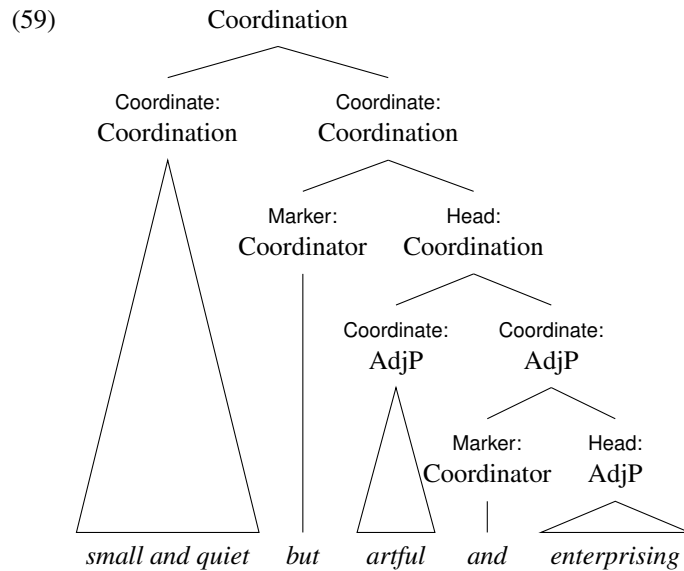 (59) Coordination
Coordinate: Coordinate:
Coordination Coordination
Marker: Head:
Coordinator Coordination
Coordinate: Coordinate:
AdjP AdjP
Marker: Head:
Coordinator AdjP
small and quiet but artful and enterprising